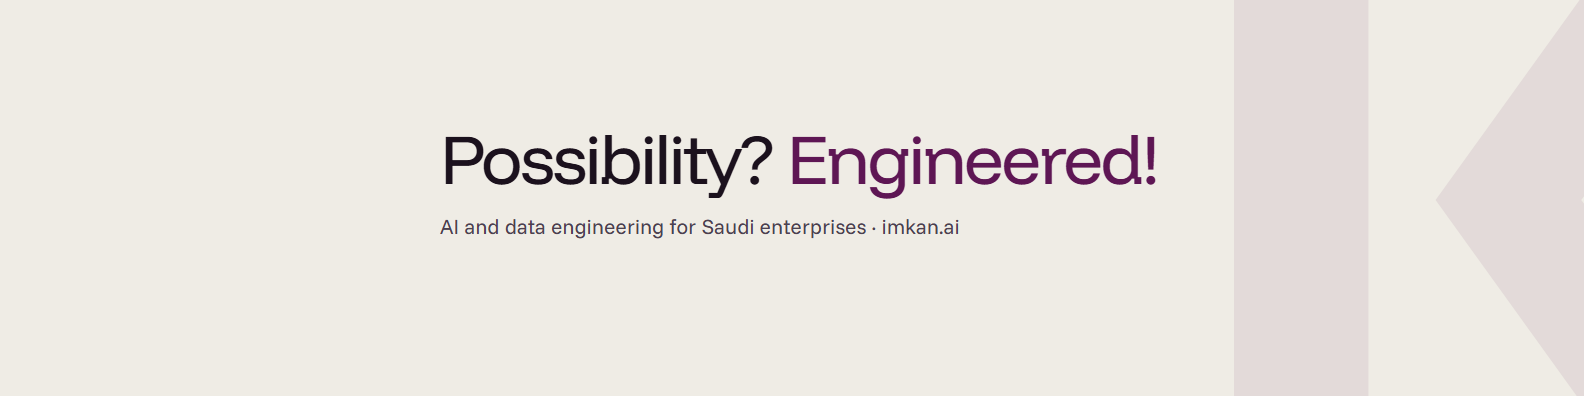 Possibility? Engineered!
AI and data engineering for Saudi enterprises · imkan.ai